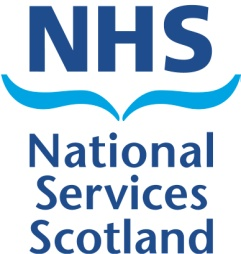 NHS
National
Services
Scotland